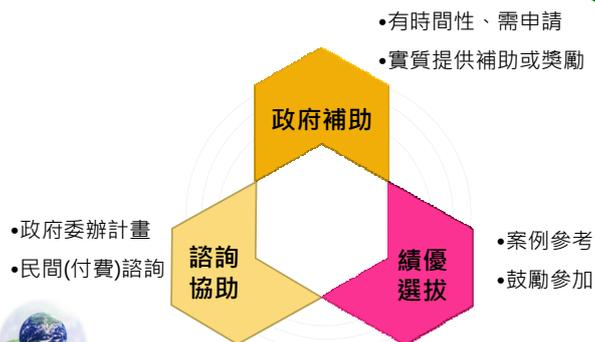 •有時間性、需申請
•實質提供補助或獎勵
政府補助
•政府委辦計畫
•民間(付費)諮詢
諮詢
協助
績優
選拔
•案例參考
•鼓勵參加